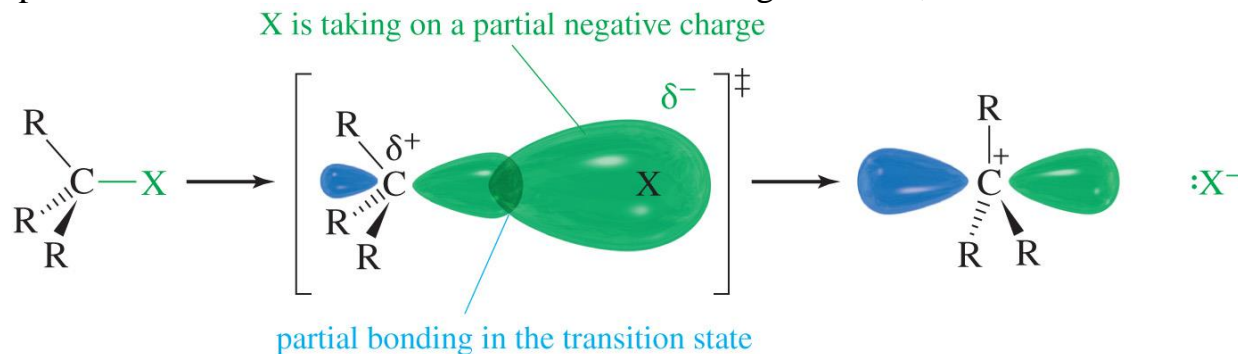 X is taking on a partial negative charge
R
R
R
C—X
R
R
R
C
δ+
X
δ−
‡
R
C
+
R
R
:X−
partial bonding in the transition state